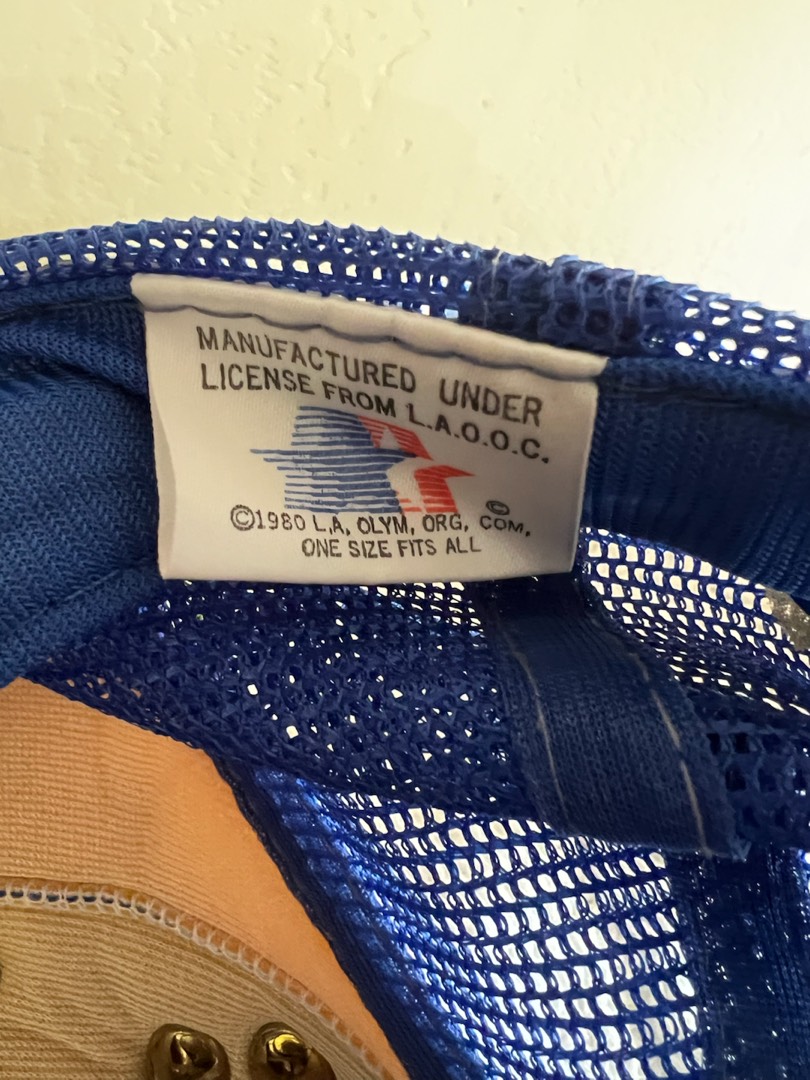 MANUFACTURED UNDER
LICENSE FROM L.A.O.O.C.
©
©1980 L.A. OLYM. ORG. COM.
ONE SIZE FITS ALL